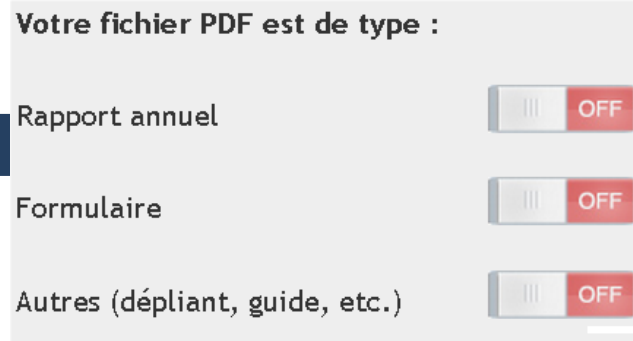 Votre fichier PDF est de type :
Rapport annuel OFF
Formulaire OFF
Autres (dépliant, guide, etc.) OFF